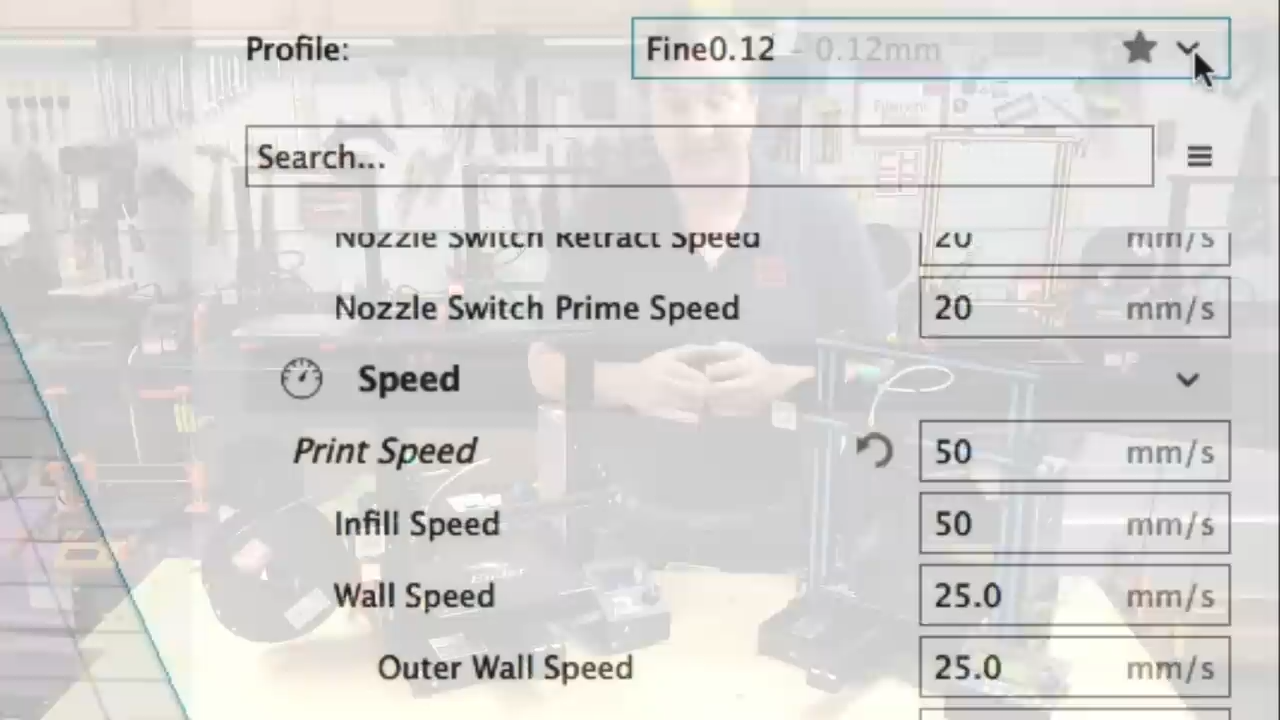 Profile: Fine0.12 - 0.12mm
Search...
Nozzle Switch Retract Speed 20 mm/s
Nozzle Switch Prime Speed 20 mm/s
Speed
Print Speed 50 mm/s
Infill Speed 50 mm/s
Wall Speed 25.0 mm/s
Outer Wall Speed 25.0 mm/s